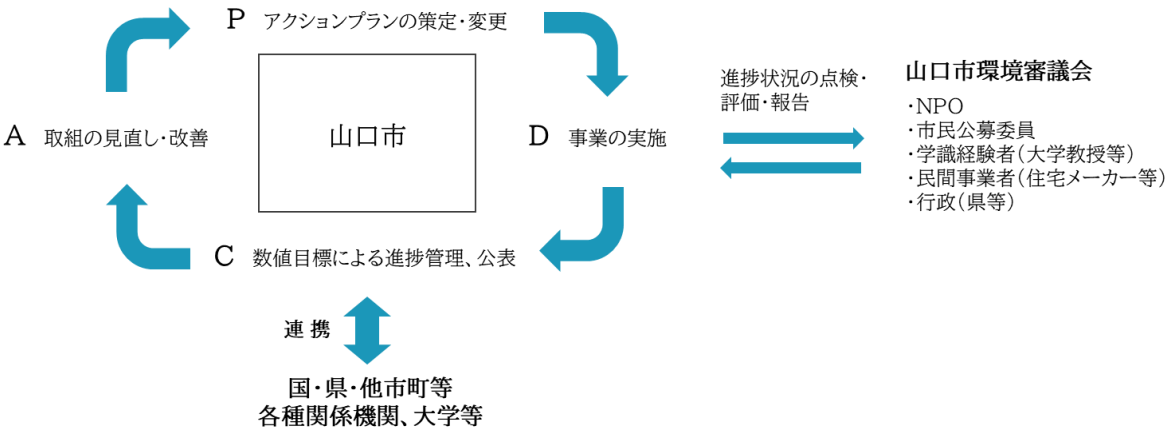 P アクションプランの策定・変更
山口市
A 取組の見直し・改善
D 事業の実施
C 数値目標による進捗管理、公表
進捗状況の点検・
評価・報告
山口市環境審議会
・NPO
・市民公募委員
・学識経験者(大学教授等)
・民間事業者(住宅メーカー等)
・行政(県等)
連 携
国・県・他市町等
各種関係機関、大学等